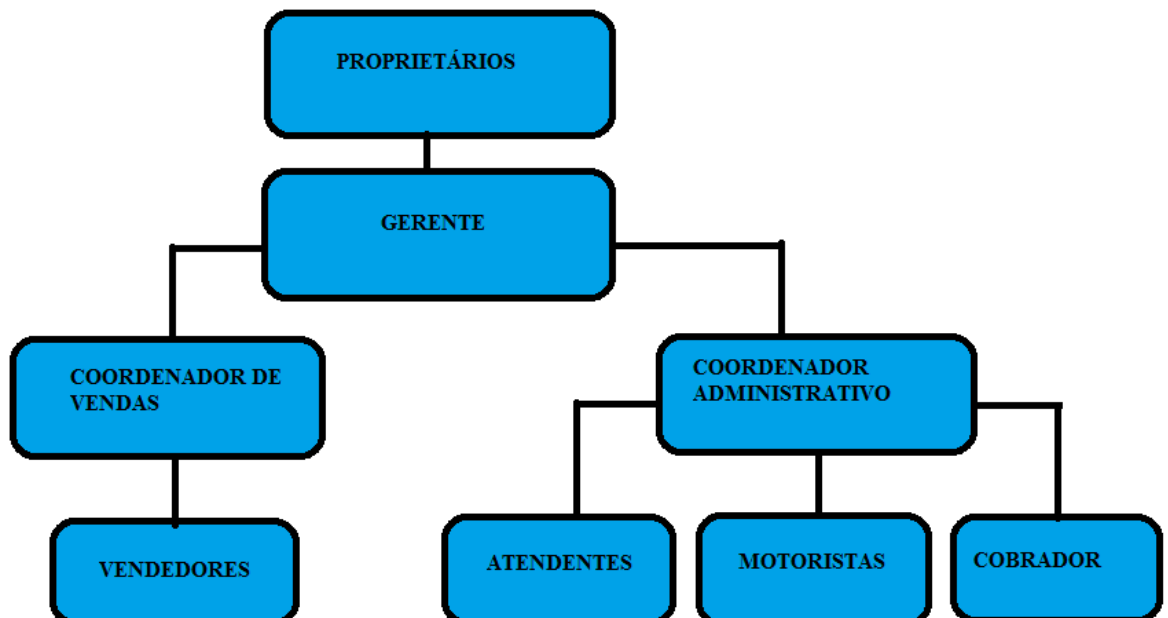 PROPRIETÁRIOS
GERENTE
COORDENADOR DE
VENDAS
COORDENADOR
ADMINISTRATIVO
VENDEDORES
ATENDENTES
MOTORISTAS
COBRADOR